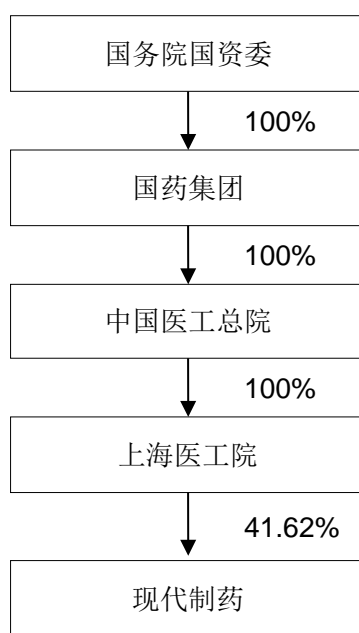 国务院国资委
100%
国药集团
100%
中国医工总院
100%
上海医工院
41.62%
现代制药